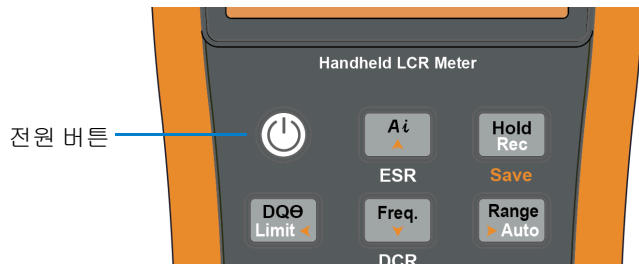 Handheld LCR Meter
전원 버튼
Ai
Hold
Rec
ESR
Save
DQΘ
Limit
Freq.
Range
Auto
DCR